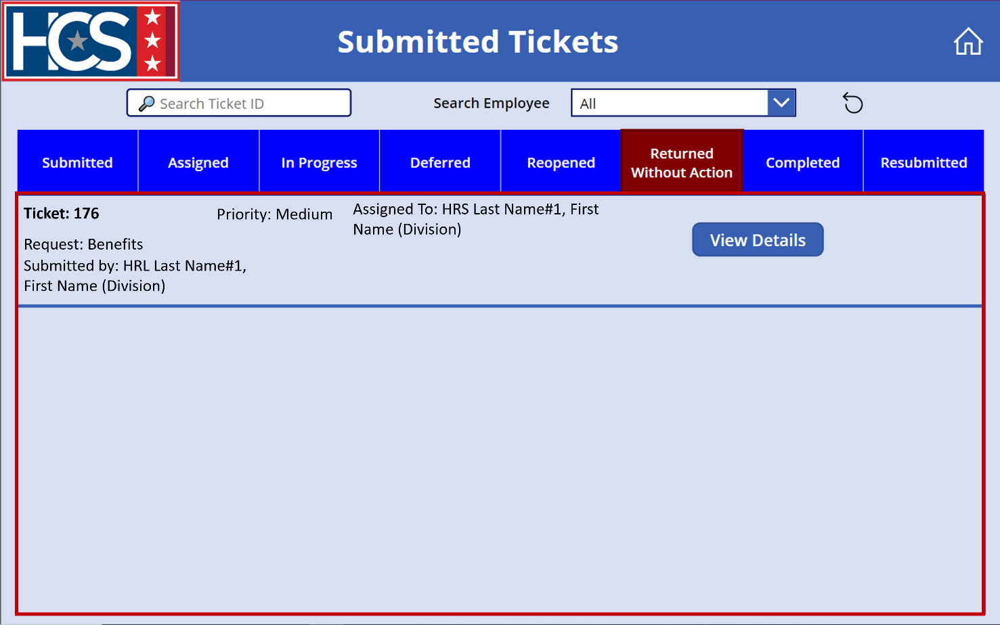 HCS
Submitted Tickets
Search Ticket ID
Search Employee
All
Submitted
Assigned
In Progress
Deferred
Reopened
Returned
Without Action
Completed
Resubmitted
Ticket: 176
Priority: Medium
Assigned To: HRS Last Name#1, First
Name (Division)
View Details
Request: Benefits
Submitted by: HRL Last Name#1,
First Name (Division)